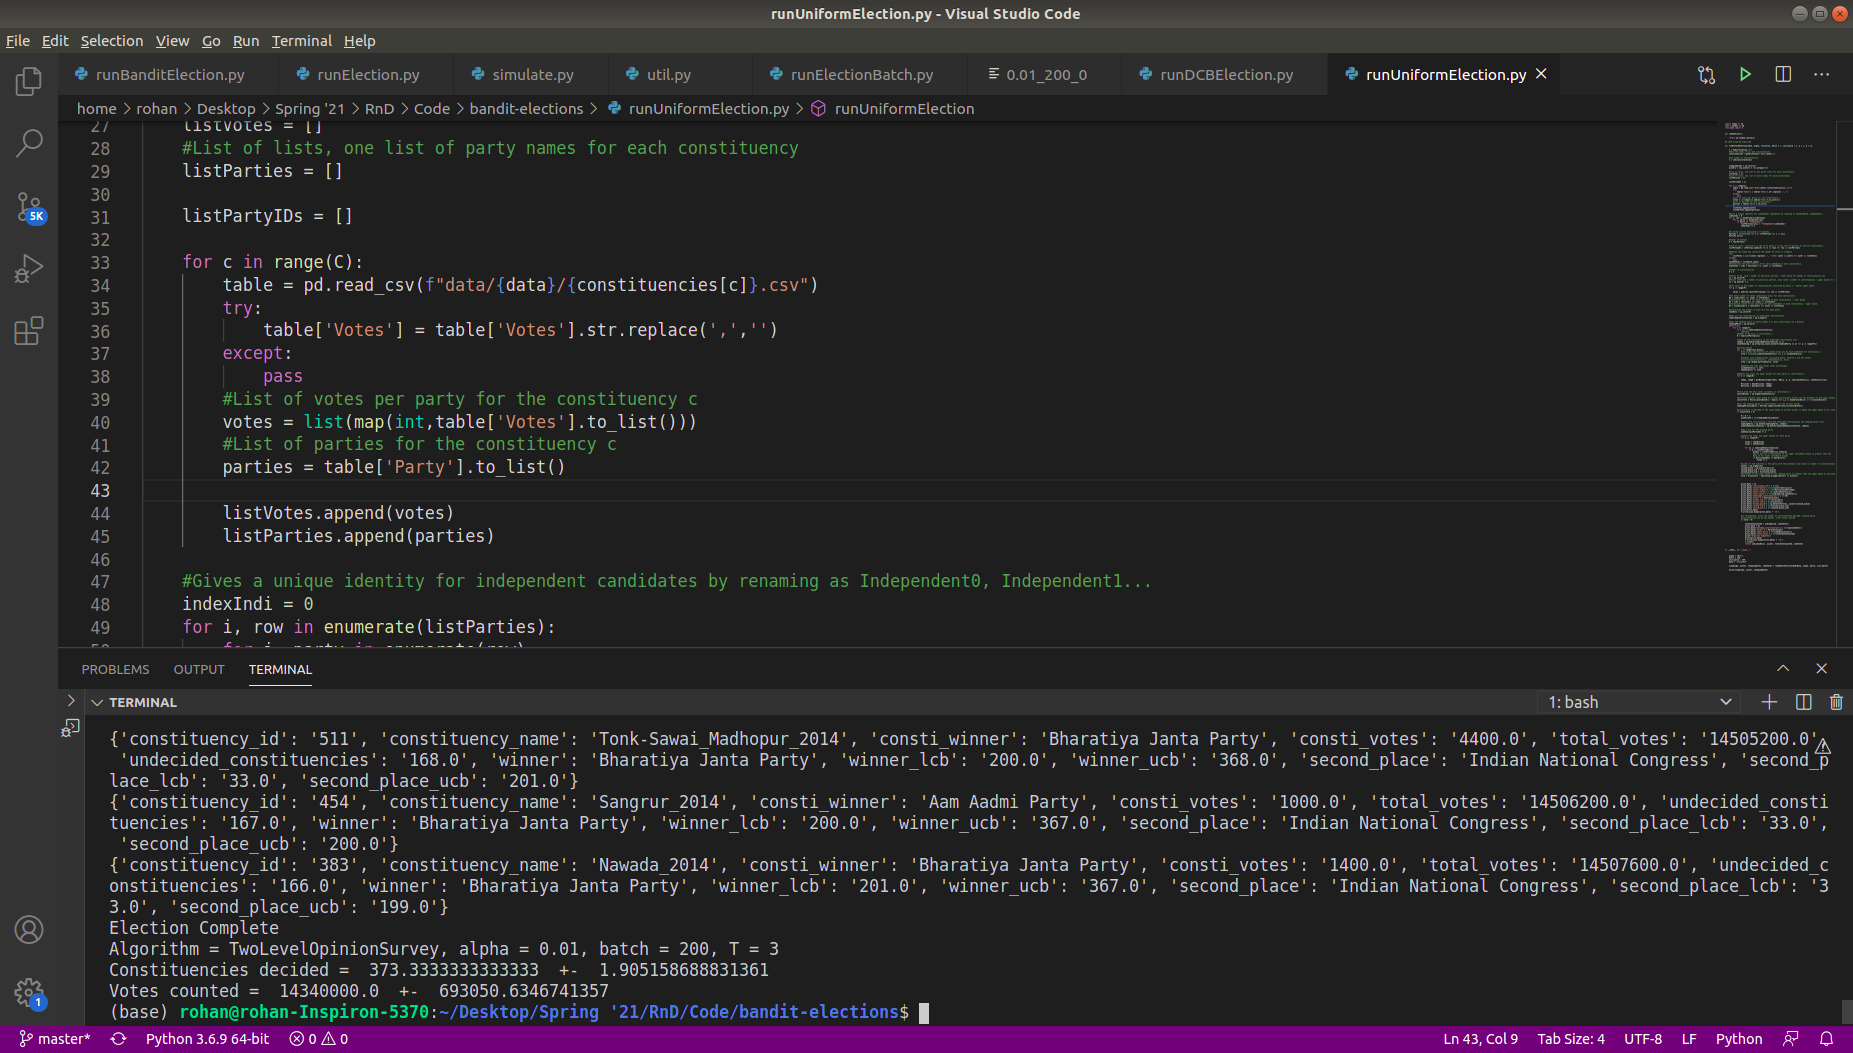 runUniformElection.py - Visual Studio Code
File Edit Selection View Go Run Terminal Help
runBanditElection.py runElection.py simulate.py util.py runElectionBatch.py 0.01_200_0 runDCBElection.py runUniformElection.py
home > rohan > Desktop > Spring '21 > RnD > Code > bandit-elections > runUniformElection.py > runUniformElection
27 listVotes = []
28 #List of lists, one list of party names for each constituency
29 listParties = []
30
31 listPartyIDs = []
32
33 for c in range(C):
34 table = pd.read_csv(f"data/{data}/{constituencies[c]}.csv")
35 try:
36 table['Votes'] = table['Votes'].str.replace(',','')
37 except:
38 pass
39 #List of votes per party for the constituency c
40 votes = list(map(int,table['Votes'].to_list()))
41 #List of parties for the constituency c
42 parties = table['Party'].to_list()
43
44 listVotes.append(votes)
45 listParties.append(parties)
46
47 #Gives a unique identity for independent candidates by renaming as Independent0, Independent1...
48 indexIndi = 0
49 for i, row in enumerate(listParties):
50 for j, party in enumerate(row):
5K
1
PROBLEMS OUTPUT TERMINAL
TERMINAL 1: bash
{'constituency_id': '511', 'constituency_name': 'Tonk-Sawai_Madhopur_2014', 'consti_winner': 'Bharatiya Janta Party', 'consti_votes': '4400.0', 'total_votes': '14505200.0',
'undecided_constituencies': '168.0', 'winner': 'Bharatiya Janta Party', 'winner_lcb': '200.0', 'winner_ucb': '368.0', 'second_place': 'Indian National Congress', 'second_p
lace_lcb': '33.0', 'second_place_ucb': '201.0'}
{'constituency_id': '454', 'constituency_name': 'Sangrur_2014', 'consti_winner': 'Aam Aadmi Party', 'consti_votes': '1000.0', 'total_votes': '14506200.0', 'undecided_consti
tuencies': '167.0', 'winner': 'Bharatiya Janta Party', 'winner_lcb': '200.0', 'winner_ucb': '367.0', 'second_place': 'Indian National Congress', 'second_place_lcb': '33.0',
'second_place_ucb': '200.0'}
{'constituency_id': '383', 'constituency_name': 'Nawada_2014', 'consti_winner': 'Bharatiya Janta Party', 'consti_votes': '1400.0', 'total_votes': '14507600.0', 'undecided_c
onstituencies': '166.0', 'winner': 'Bharatiya Janta Party', 'winner_lcb': '201.0', 'winner_ucb': '367.0', 'second_place': 'Indian National Congress', 'second_place_lcb': '3
3.0', 'second_place_ucb': '199.0'}
Election Complete
Algorithm = TwoLevelOpinionSurvey, alpha = 0.01, batch = 200, T = 3
Constituencies decided =  373.3333333333333  +-  1.905158688831361
Votes counted =  14340000.0  +-  693050.6346741357
(base) rohan@rohan-Inspiron-5370:~/Desktop/Spring '21/RnD/Code/bandit-elections$
master* Python 3.6.9 64-bit 0 0 Ln 43, Col 9 Tab Size: 4 UTF-8 LF Python